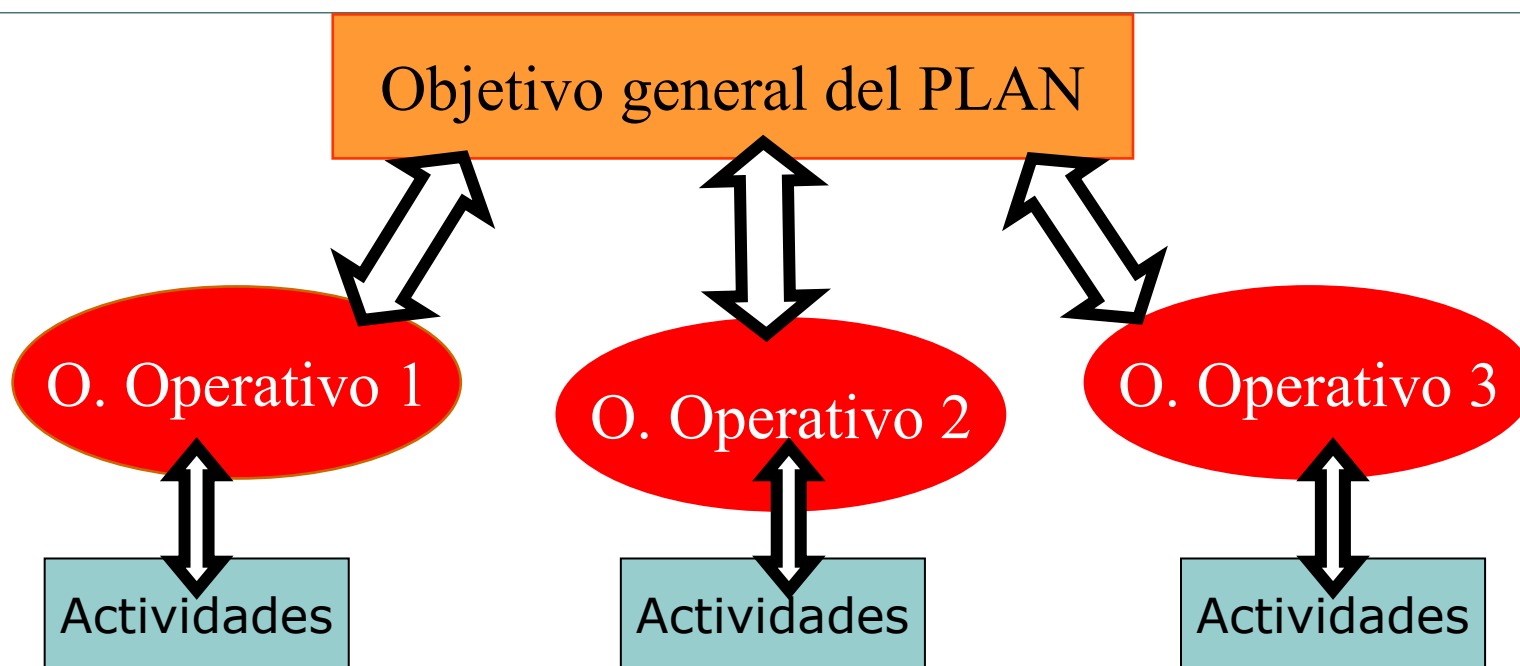 Objetivo general del PLAN
O. Operativo 1
O. Operativo 2
O. Operativo 3
Actividades
Actividades
Actividades